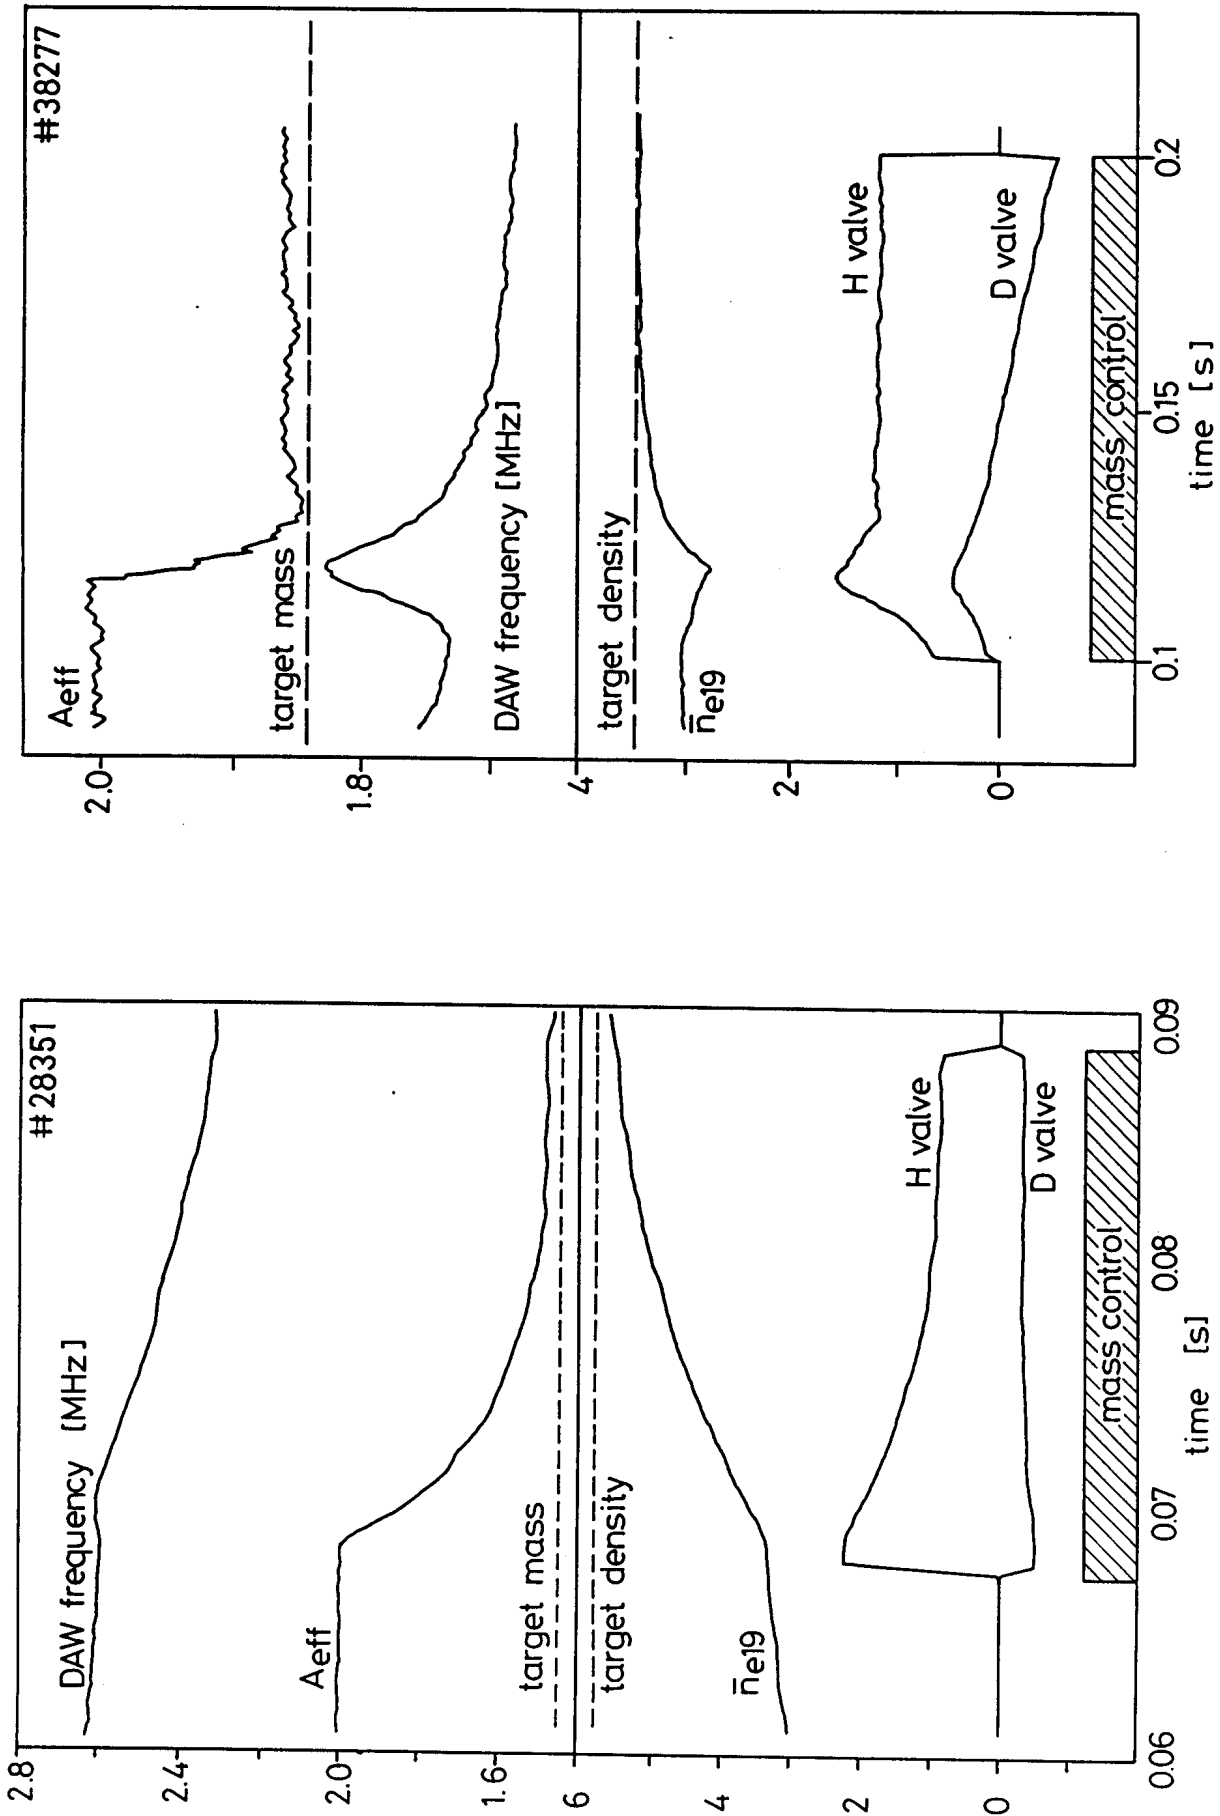 #28351
2.8
2.4
2.0
1.6
6
4
2
0
DAW frequency [MHz]
Aeff
target mass
target density
n̄e19
H valve
D valve
mass control
0.06
0.07
0.08
0.09
time [s]
#38277
2.0
1.8
4
3
2
0
Aeff
target mass
DAW frequency [MHz]
target density
n̄e19
H valve
D valve
mass control
0.1
0.15
0.2
time [s]